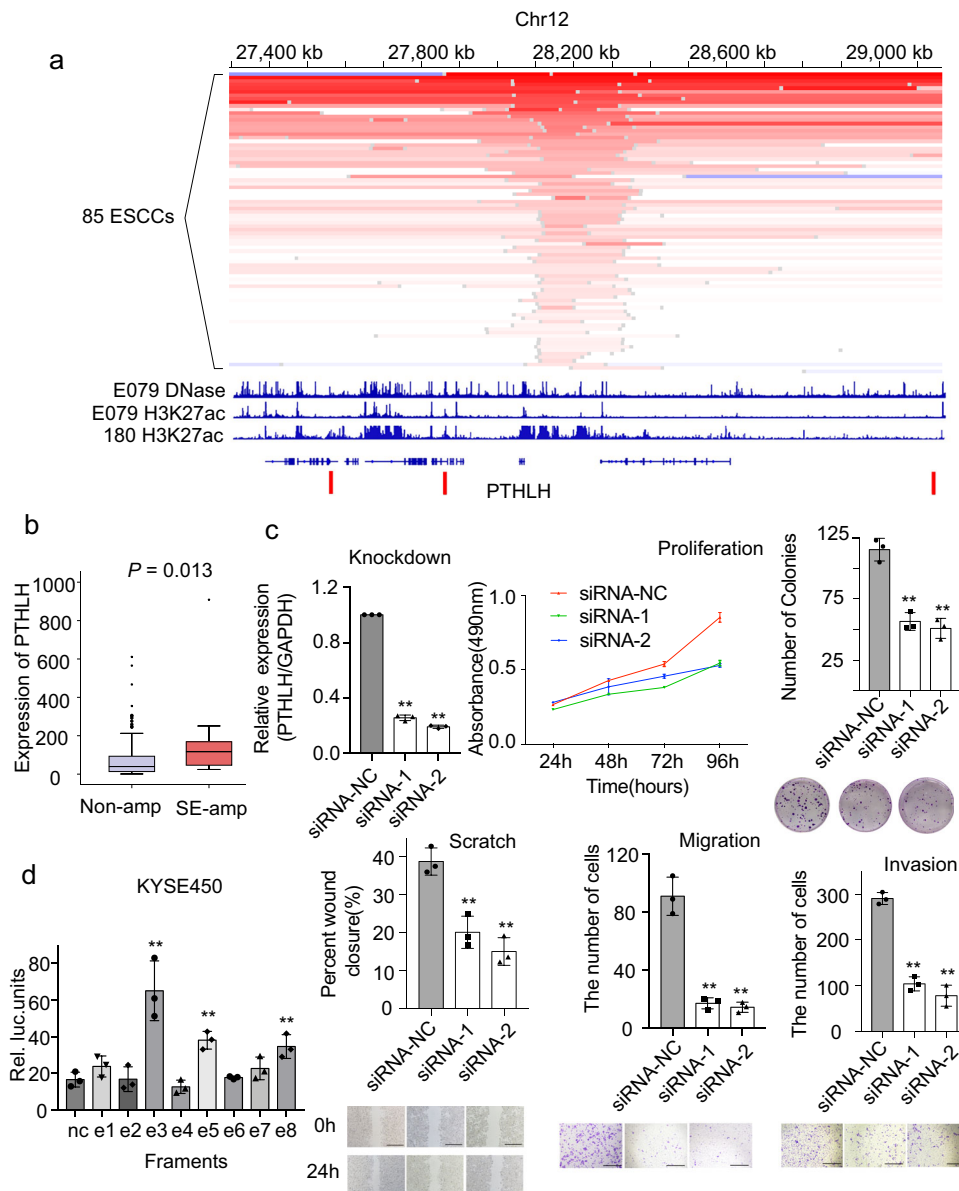 Chr12
27,400 kb 27,800 kb 28,200 kb 28,600 kb 29,000 kb
a
85 ESCCs
E079 DNase
E079 H3K27ac
180 H3K27ac
PTHLH
b
P = 0.013
Expression of PTHLH
1000
800
600
400
200
0
Non-amp SE-amp
c
Knockdown
Relative expression
(PTHLH/GAPDH)
1.2
0.9
0.6
0.3
0.0
** **
siRNA-NC siRNA-1 siRNA-2
Proliferation
siRNA-NC
siRNA-1
siRNA-2
Absorbance(490nm)
1.0
0.5
0.0
24h 48h 72h 96h
Time(hours)
Number of Colonies
125
75
25
** **
siRNA-NC siRNA-1 siRNA-2
Scratch
Percent wound
closure(%)
40
30
20
10
0
** **
siRNA-NC siRNA-1 siRNA-2
0h
24h
Migration
The number of cells
120
80
40
0
** **
siRNA-NC siRNA-1 siRNA-2
Invasion
The number of cells
300
200
100
0
** **
siRNA-NC siRNA-1 siRNA-2
d
KYSE450
Rel. luc.units
80
60
40
20
0
** ** **
nc e1 e2 e3 e4 e5 e6 e7 e8
Framents